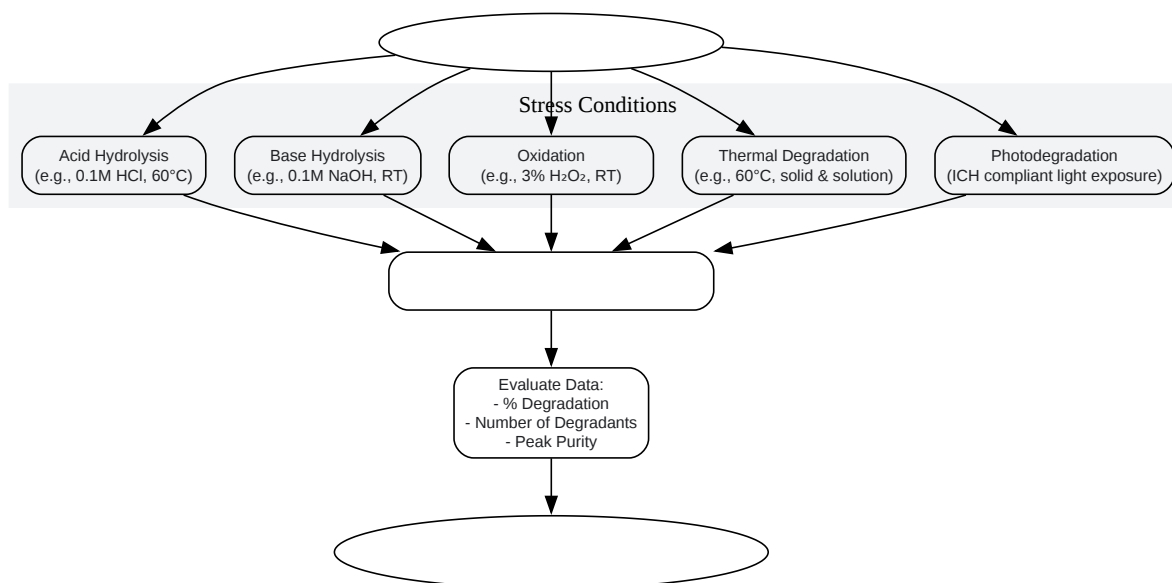 Stress Conditions
Acid Hydrolysis
(e.g., 0.1M HCl, 60°C)
Base Hydrolysis
(e.g., 0.1M NaOH, RT)
Oxidation
(e.g., 3% H₂O₂, RT)
Thermal Degradation
(e.g., 60°C, solid & solution)
Photodegradation
(ICH compliant light exposure)
Evaluate Data:
- % Degradation
- Number of Degradants
- Peak Purity